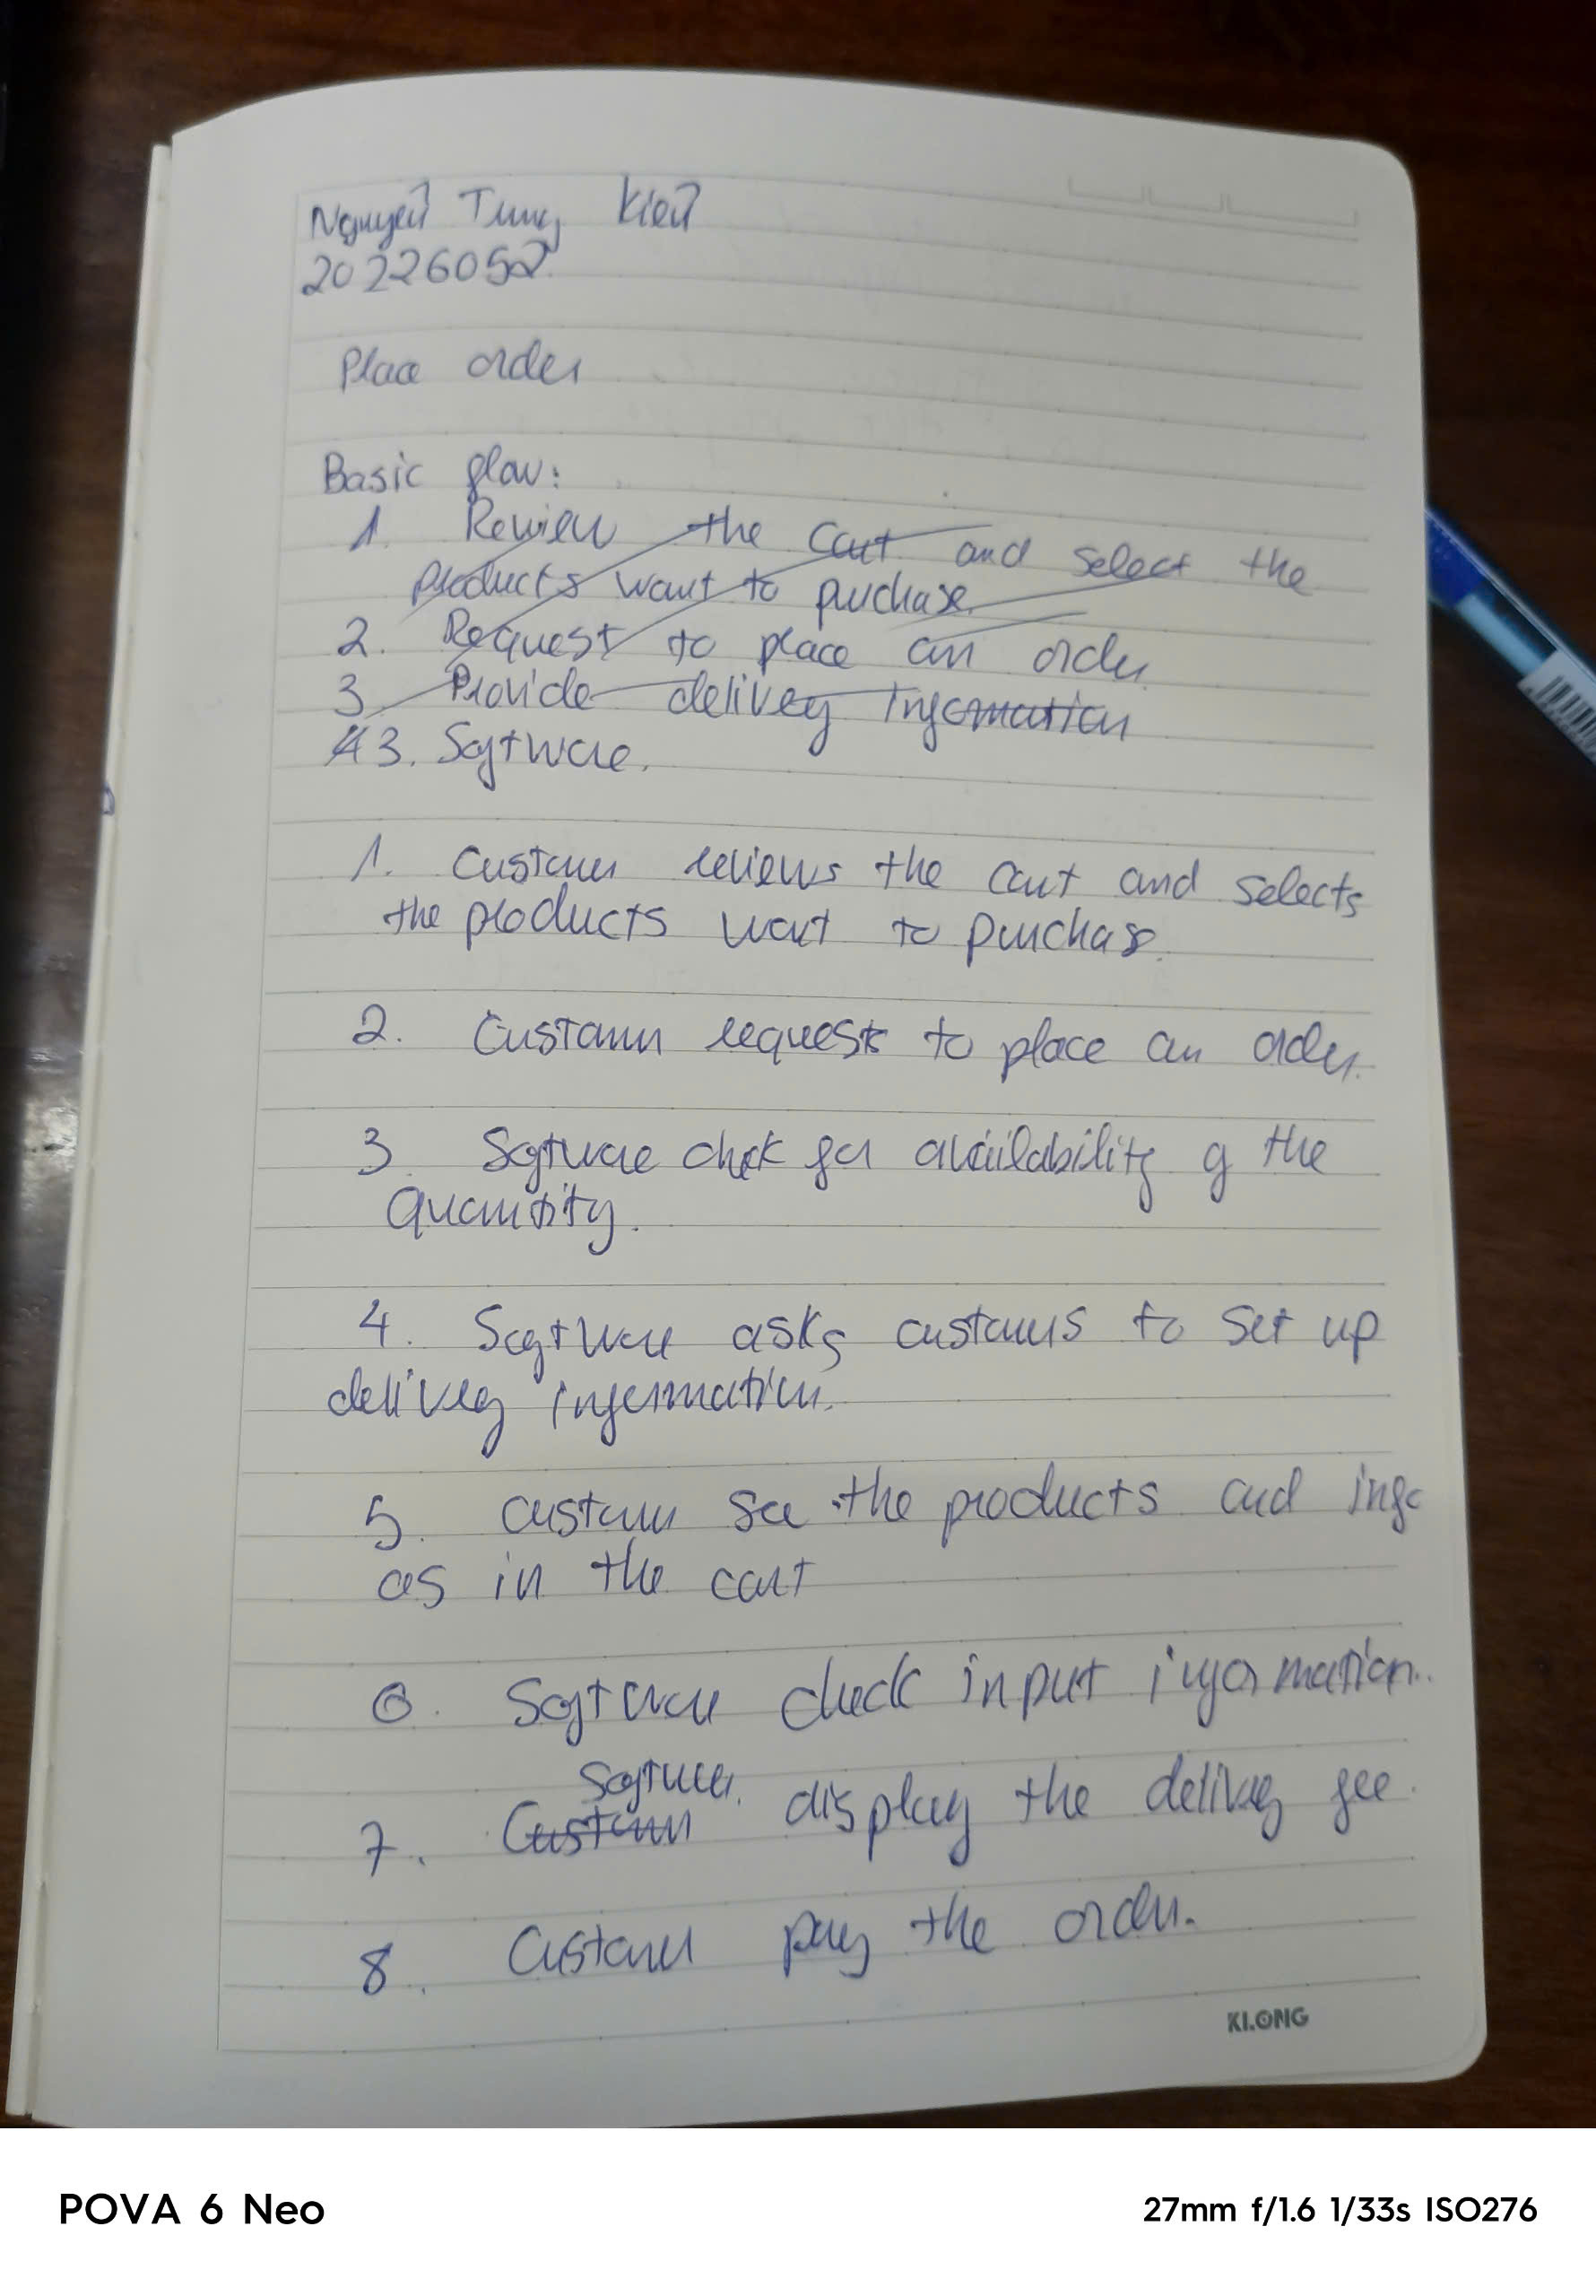 Nguyễn Tung Kiên
20226052
Place order
Basic flow:
1. Review the cart and select the
products want to purchase.
2. Request to place an order
3. Provide delivery information
43. Software.
1. Customer reviews the cart and selects
the products want to purchas.
2. Customer requests to place an order.
3. Software check for availability of the
quantity.
4. Software asks customers to set up
delivery information.
5. Customer see the products and info
as in the cart
6. Software check input information.
Software
7. Customer display the delivery fee.
8. Customer pay the order.
KLONG
POVA 6 Neo
27mm f/1.6 1/33s ISO276